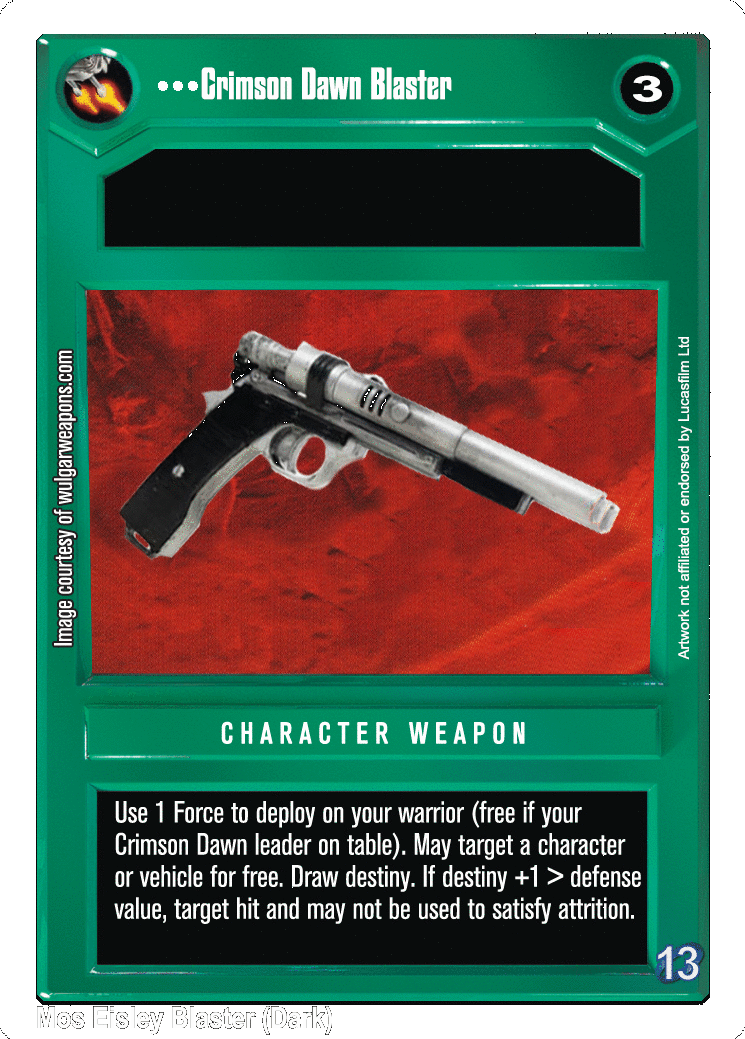 •••Crimson Dawn Blaster
3
Image courtesy of wulgarweapons.com
Artwork not affiliated or endorsed by Lucasfilm Ltd
CHARACTER WEAPON
Use 1 Force to deploy on your warrior (free if your
Crimson Dawn leader on table). May target a character
or vehicle for free. Draw destiny. If destiny +1 > defense
value, target hit and may not be used to satisfy attrition.
13
Mos Eisley Blaster (Dark)